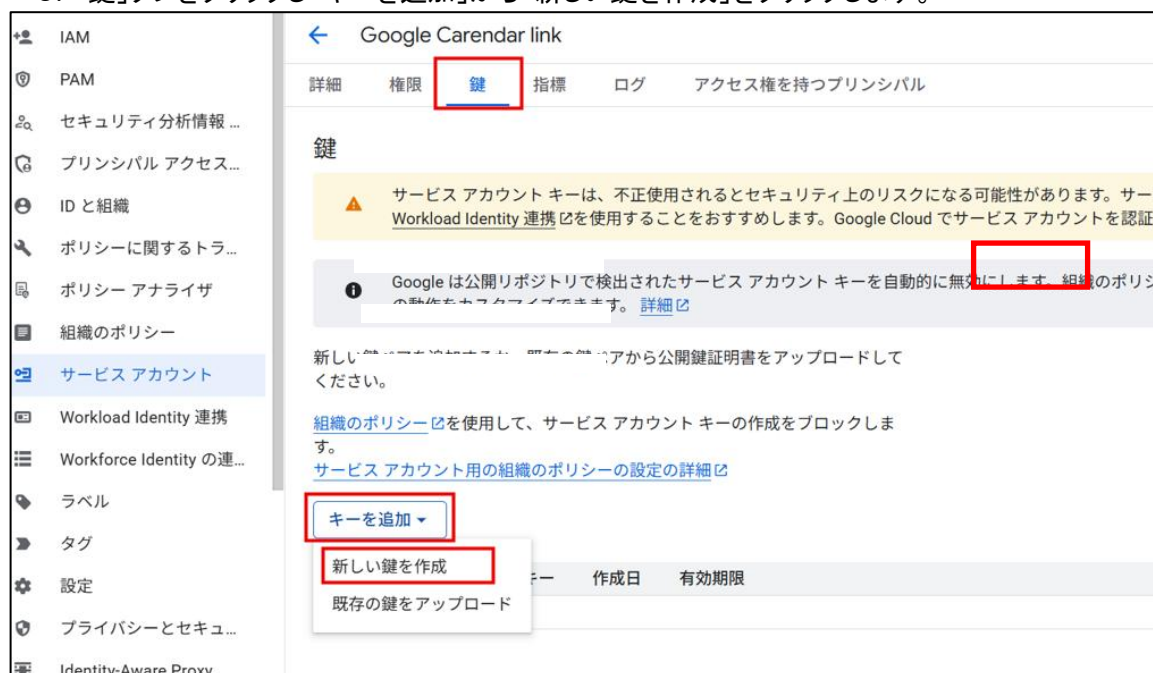 IAM
PAM
セキュリティ分析情報 ...
プリンシパル アクセス...
ID と組織
ポリシーに関するトラ...
ポリシー アナライザ
組織のポリシー
サービス アカウント
Workload Identity 連携
Workforce Identity の連...
ラベル
タグ
設定
プライバシーとセキュ...
Identity-Aware Proxy
Google Carendar link
詳細 権限 鍵 指標 ログ アクセス権を持つプリンシパル
鍵
サービス アカウント キーは、不正使用されるとセキュリティ上のリスクになる可能性があります。サー
Workload Identity 連携 を使用することをおすすめします。Google Cloud でサービス アカウントを認証
Google は公開リポジトリで検出されたサービス アカウント キーを自動的に無効にします。組織のポリシ
す。 詳細
新しい アから公開鍵証明書をアップロードして
ください。
組織のポリシー を使用して、サービス アカウント キーの作成をブロックしま
す。
サービス アカウント用の組織のポリシーの設定の詳細
キーを追加
新しい鍵を作成
既存の鍵をアップロード
キー 作成日 有効期限